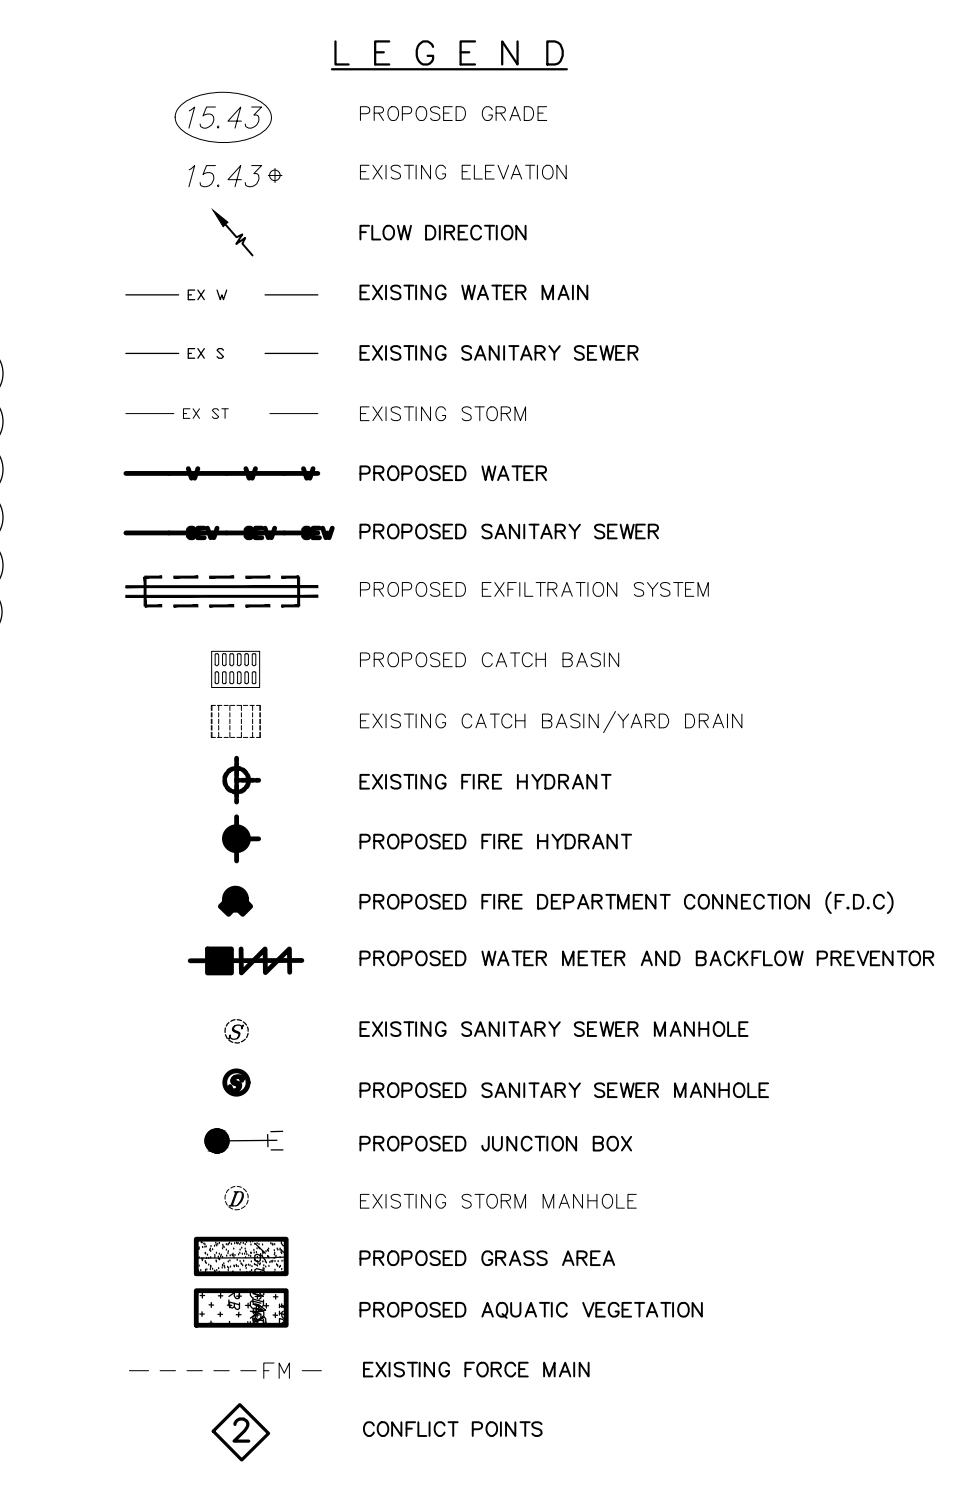 LEGEND
15.43 PROPOSED GRADE
15.43 EXISTING ELEVATION
FLOW DIRECTION
EX W EXISTING WATER MAIN
EX S EXISTING SANITARY SEWER
EX ST EXISTING STORM
W W W PROPOSED WATER
SEW SEW SEW PROPOSED SANITARY SEWER
PROPOSED EXFILTRATION SYSTEM
PROPOSED CATCH BASIN
EXISTING CATCH BASIN/YARD DRAIN
EXISTING FIRE HYDRANT
PROPOSED FIRE HYDRANT
PROPOSED FIRE DEPARTMENT CONNECTION (F.D.C)
PROPOSED WATER METER AND BACKFLOW PREVENTOR
S EXISTING SANITARY SEWER MANHOLE
S PROPOSED SANITARY SEWER MANHOLE
PROPOSED JUNCTION BOX
D EXISTING STORM MANHOLE
PROPOSED GRASS AREA
PROPOSED AQUATIC VEGETATION
FM EXISTING FORCE MAIN
2 CONFLICT POINTS